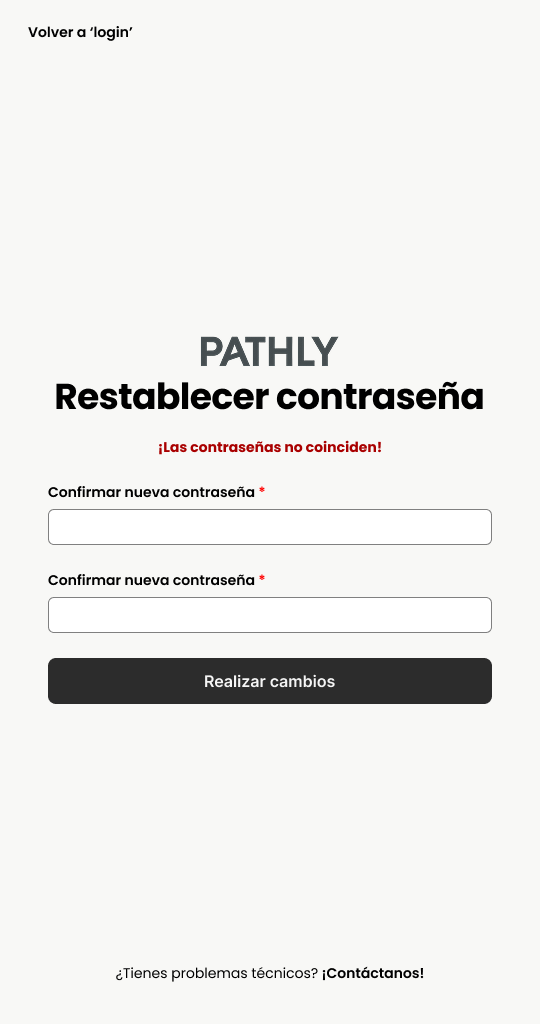 Volver a ‘login’
PATHLY
Restablecer contraseña
¡Las contraseñas no coinciden!
Confirmar nueva contraseña *
Confirmar nueva contraseña *
Realizar cambios
¿Tienes problemas técnicos? ¡Contáctanos!